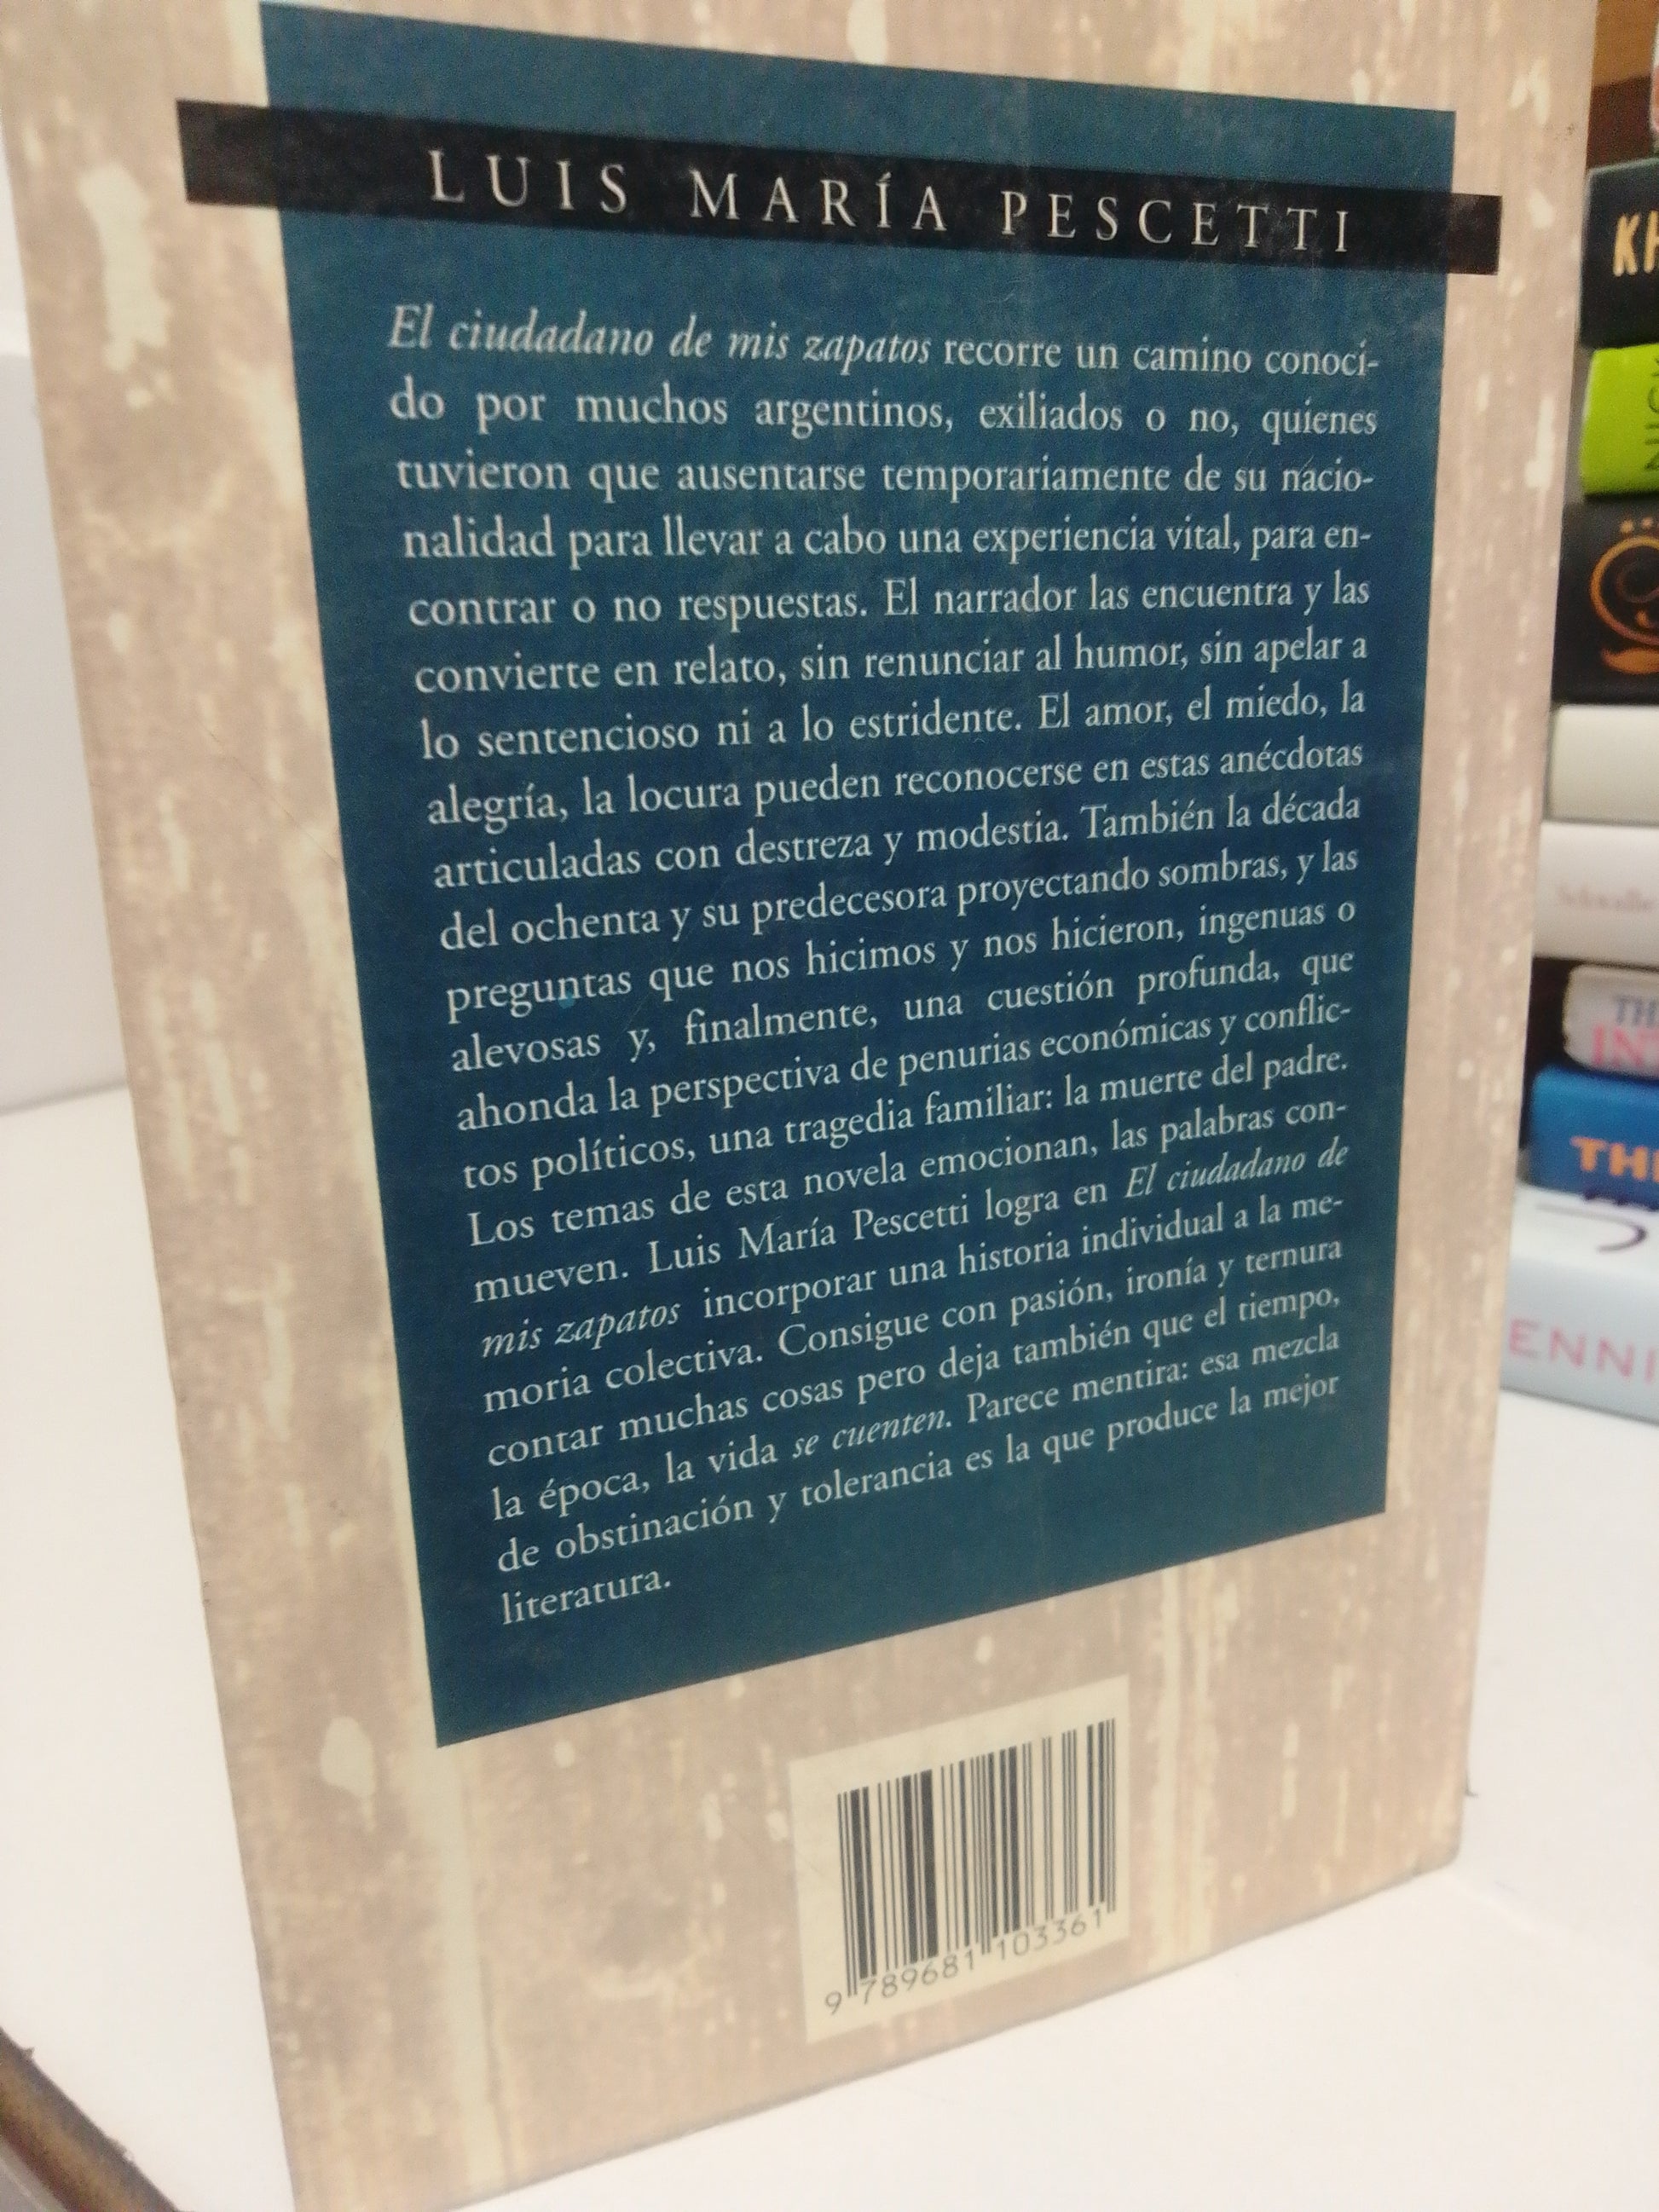 LUIS MARÍA PESCETTI
El ciudadano de mis zapatos recorre un camino conoci-
do por muchos argentinos, exiliados o no, quienes
tuvieron que ausentarse temporariamente de su nacio-
nalidad para llevar a cabo una experiencia vital, para en-
contrar o no respuestas. El narrador las encuentra y las
convierte en relato, sin renunciar al humor, sin apelar a
lo sentencioso ni a lo estridente. El amor, el miedo, la
alegría, la locura pueden reconocerse en estas anécdotas
articuladas con destreza y modestia. También la década
del ochenta y su predecesora proyectando sombras, y las
preguntas que nos hicimos y nos hicieron, ingenuas o
alevosas y, finalmente, una cuestión profunda, que
ahonda la perspectiva de penurias económicas y conflic-
tos políticos, una tragedia familiar: la muerte del padre.
Los temas de esta novela emocionan, las palabras con-
mueven. Luis María Pescetti logra en El ciudadano de
mis zapatos incorporar una historia individual a la me-
moria colectiva. Consigue con pasión, ironía y ternura
contar muchas cosas pero deja también que el tiempo,
la época, la vida se cuenten. Parece mentira: esa mezcla
de obstinación y tolerancia es la que produce la mejor
literatura.
9 789681 103361
KH
TH
IN
TH
ENNI